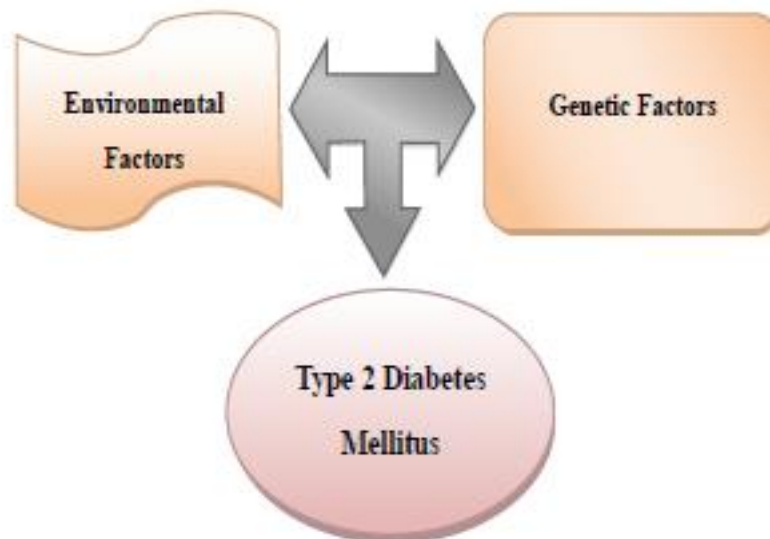 Environmental
Factors
Genetic Factors
Type 2 Diabetes
Mellitus